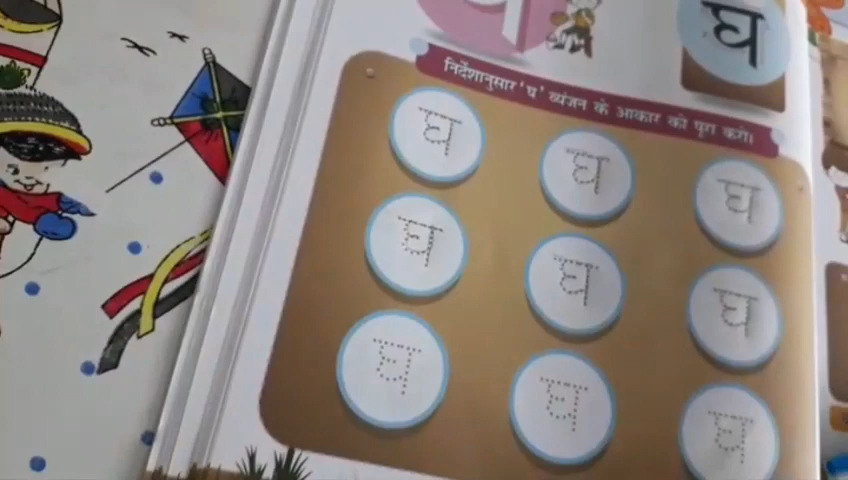 घ
निर्देशानुसार 'घ' व्यंजन के आकार को पूरा करो।
घ घ घ
घ घ घ
घ घ घ